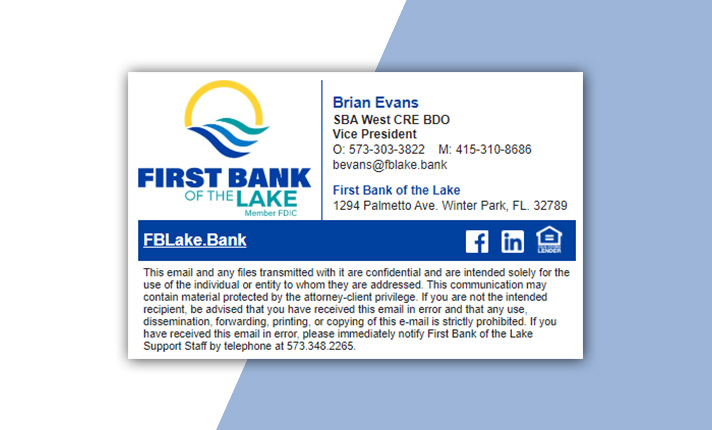 FIRST BANK
OF THE LAKE
Member FDIC
Brian Evans
SBA West CRE BDO
Vice President
O: 573-303-3822 M: 415-310-8686
bevans@fblake.bank
First Bank of the Lake
1294 Palmetto Ave. Winter Park, FL. 32789
FBLake.Bank
f
in
LENDER
This email and any files transmitted with it are confidential and are intended solely for the
use of the individual or entity to whom they are addressed. This communication may
contain material protected by the attorney-client privilege. If you are not the intended
recipient, be advised that you have received this email in error and that any use,
dissemination, forwarding, printing, or copying of this e-mail is strictly prohibited. If you
have received this email in error, please immediately notify First Bank of the Lake
Support Staff by telephone at 573.348.2265.